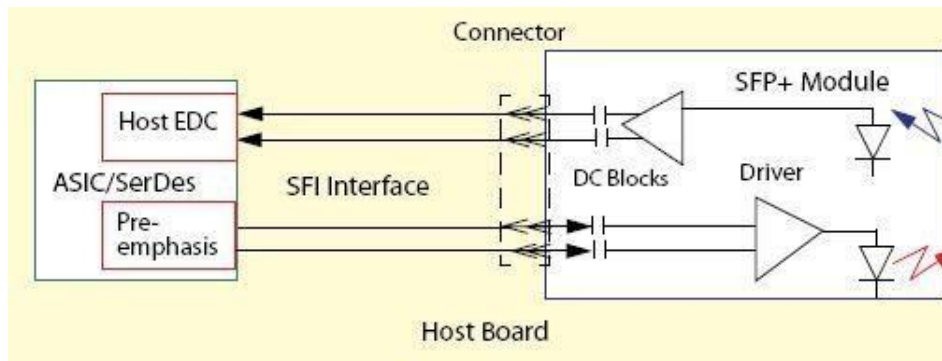 Connector
SFP+ Module
Host EDC
ASIC/SerDes
SFI Interface
DC Blocks
Driver
Pre-
emphasis
Host Board